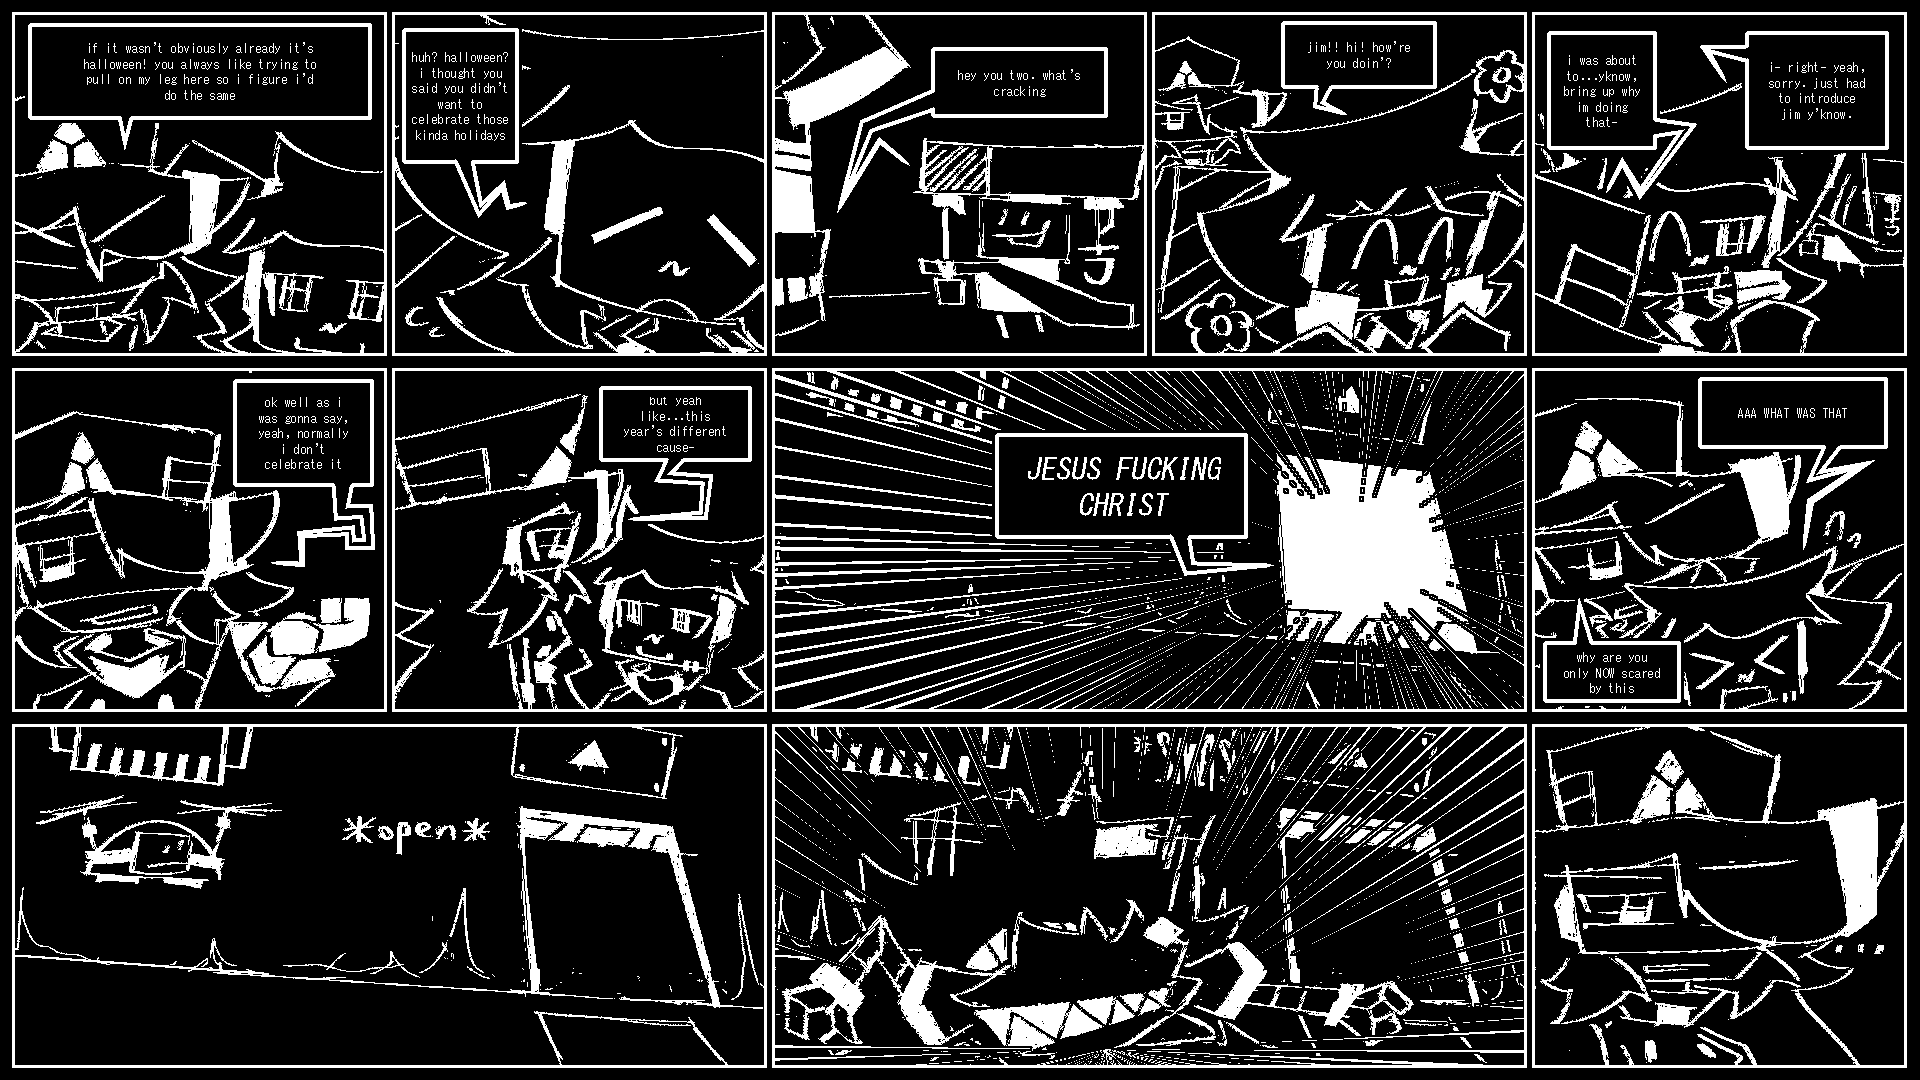 if it wasn't obviously already it's
halloween! you always like trying to
pull on my leg here so i figure i'd
do the same
huh? halloween?
i thought you
said you didn't
want to
celebrate those
kinda holidays
hey you two. what's
cracking
jim!! hi! how're
you doin'?
i was about
to...yknow,
bring up why
im doing
that-
i- right- yeah,
sorry. just had
to introduce
jim y'know.
ok well as i
was gonna say,
yeah, normally
i don't
celebrate it
but yeah
like...this
year's different
cause-
JESUS FUCKING
CHRIST
AAA WHAT WAS THAT
why are you
only NOW scared
by this
*open*